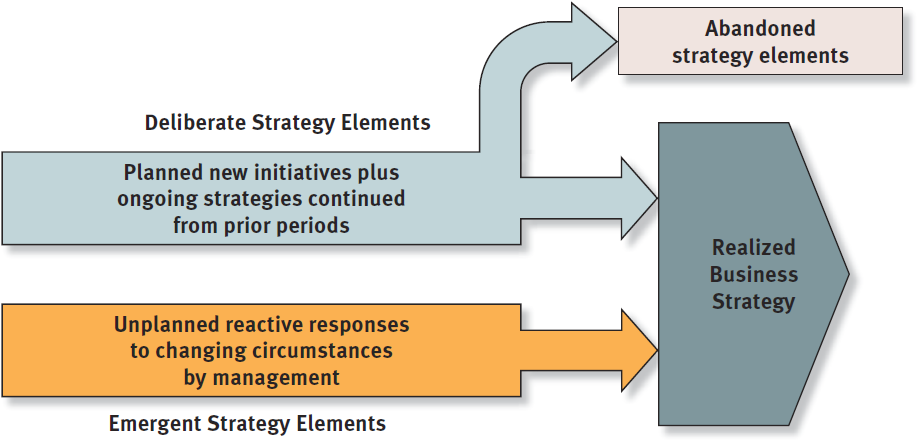 Abandoned
strategy elements
Deliberate Strategy Elements
Planned new initiatives plus
ongoing strategies continued
from prior periods
Realized
Business
Strategy
Unplanned reactive responses
to changing circumstances
by management
Emergent Strategy Elements